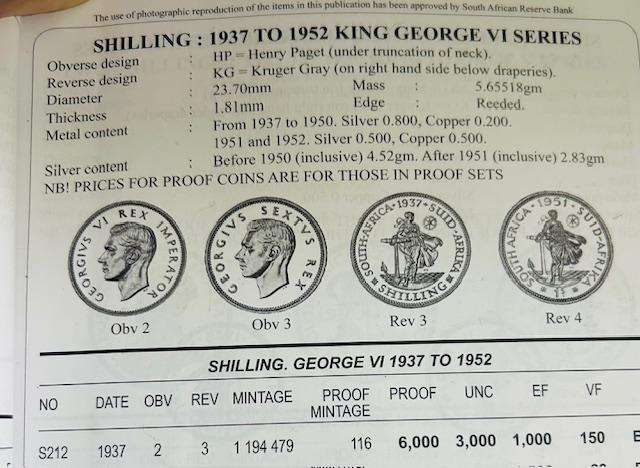 The use of photographic reproduction of the items in this publication has been approved by South African Reserve Bank
SHILLING : 1937 TO 1952 KING GEORGE VI SERIES
Obverse design : HP = Henry Paget (under truncation of neck).
Reverse design : KG = Kruger Gray (on right hand side below draperies).
Diameter : 23.70mm Mass : 5.65518gm
Thickness : 1.81mm Edge : Reeded.
Metal content : From 1937 to 1950. Silver 0.800, Copper 0.200.
1951 and 1952. Silver 0.500, Copper 0.500.
Silver content : Before 1950 (inclusive) 4.52gm. After 1951 (inclusive) 2.83gm
NB! PRICES FOR PROOF COINS ARE FOR THOSE IN PROOF SETS
GEORGIVS VI REX IMPERATOR
GEORGIVS SEXTVS REX
SOUTH AFRICA·1937·SUID-AFRIKA
SHILLING
SOUTH AFRICA·1951·SUID-AFRIKA
1S
Obv 2 Obv 3 Rev 3 Rev 4
SHILLING. GEORGE VI 1937 TO 1952
NO DATE OBV REV MINTAGE PROOF MINTAGE PROOF UNC EF VF
S212 1937 2 3 1 194 479 116 6,000 3,000 1,000 150